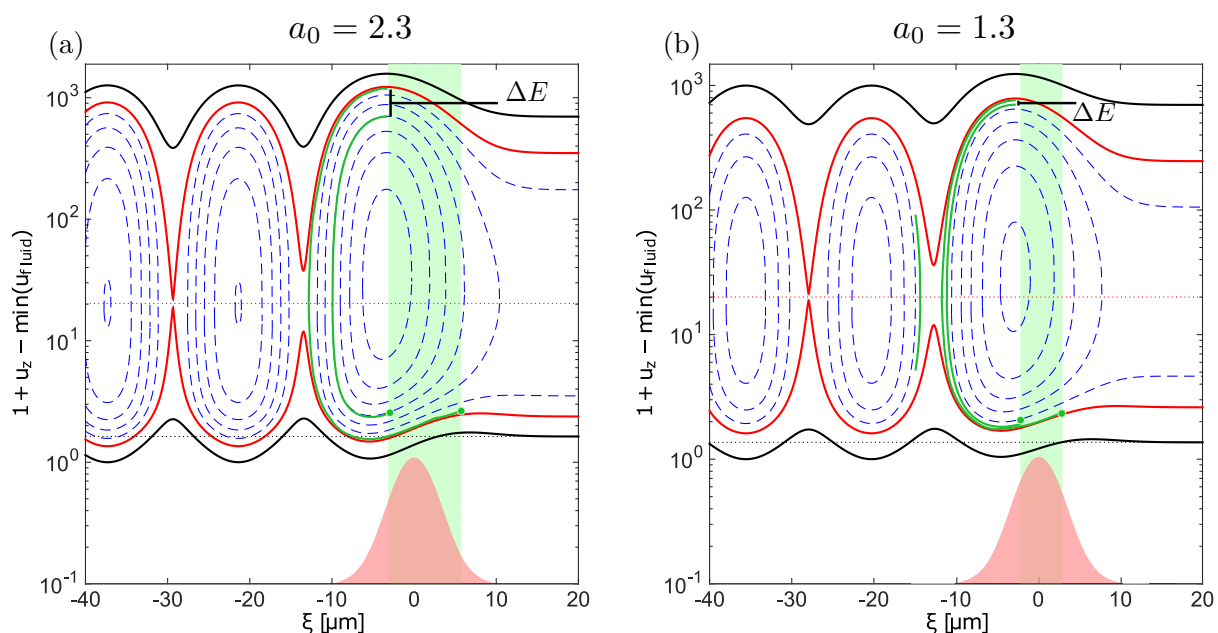 a₀ = 2.3
(a)
ΔE
10³
10²
10¹
10⁰
10⁻¹
1 + u_z − min(u_fluid)
-40 -30 -20 -10 0 10 20
ξ [µm]
a₀ = 1.3
(b)
ΔE
10³
10²
10¹
10⁰
10⁻¹
1 + u_z − min(u_fluid)
-40 -30 -20 -10 0 10 20
ξ [µm]